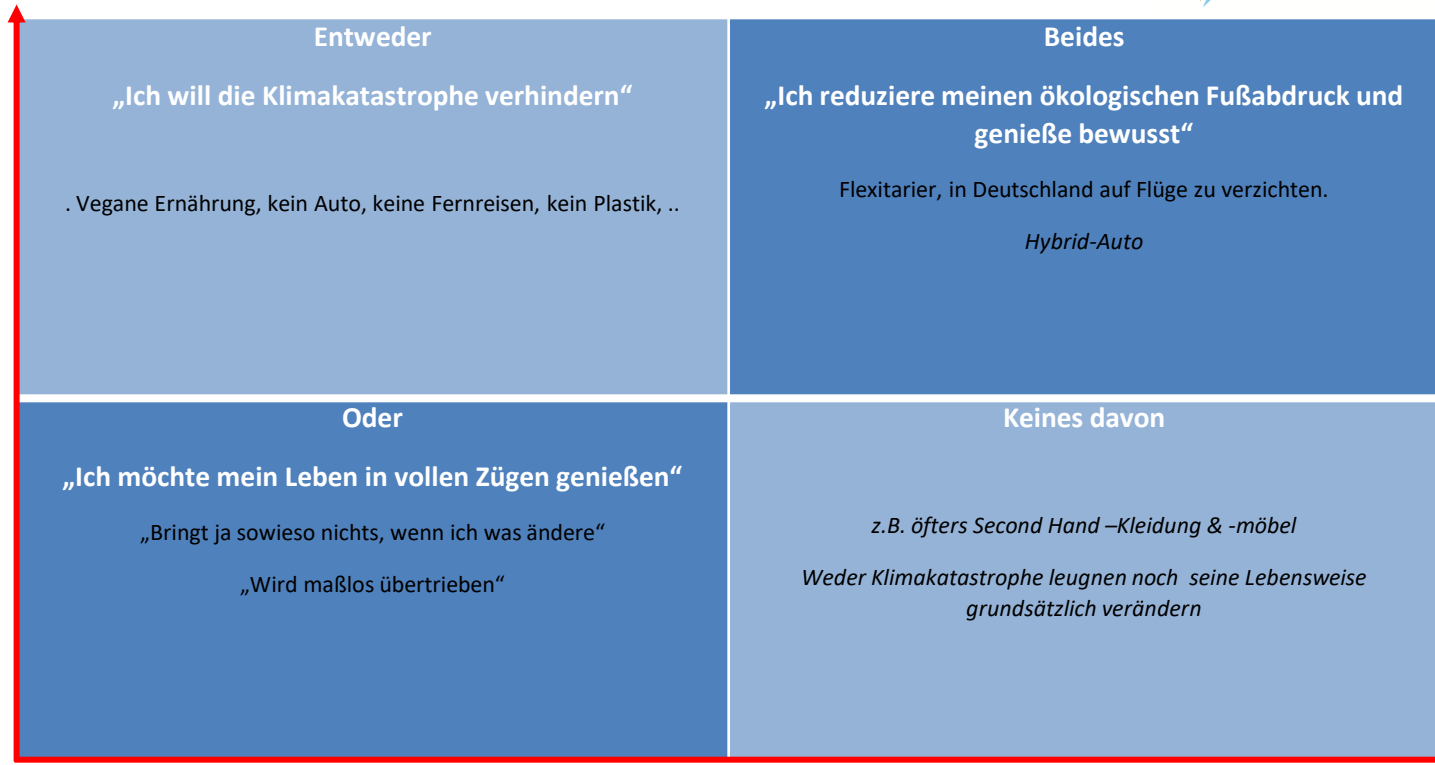 Entweder
„Ich will die Klimakatastrophe verhindern“
. Vegane Ernährung, kein Auto, keine Fernreisen, kein Plastik, ..
Beides
„Ich reduziere meinen ökologischen Fußabdruck und
genieße bewusst“
Flexitarier, in Deutschland auf Flüge zu verzichten.
Hybrid-Auto
Oder
„Ich möchte mein Leben in vollen Zügen genießen“
„Bringt ja sowieso nichts, wenn ich was ändere“
„Wird maßlos übertrieben“
Keines davon
z.B. öfters Second Hand –Kleidung & -möbel
Weder Klimakatastrophe leugnen noch  seine Lebensweise
grundsätzlich verändern